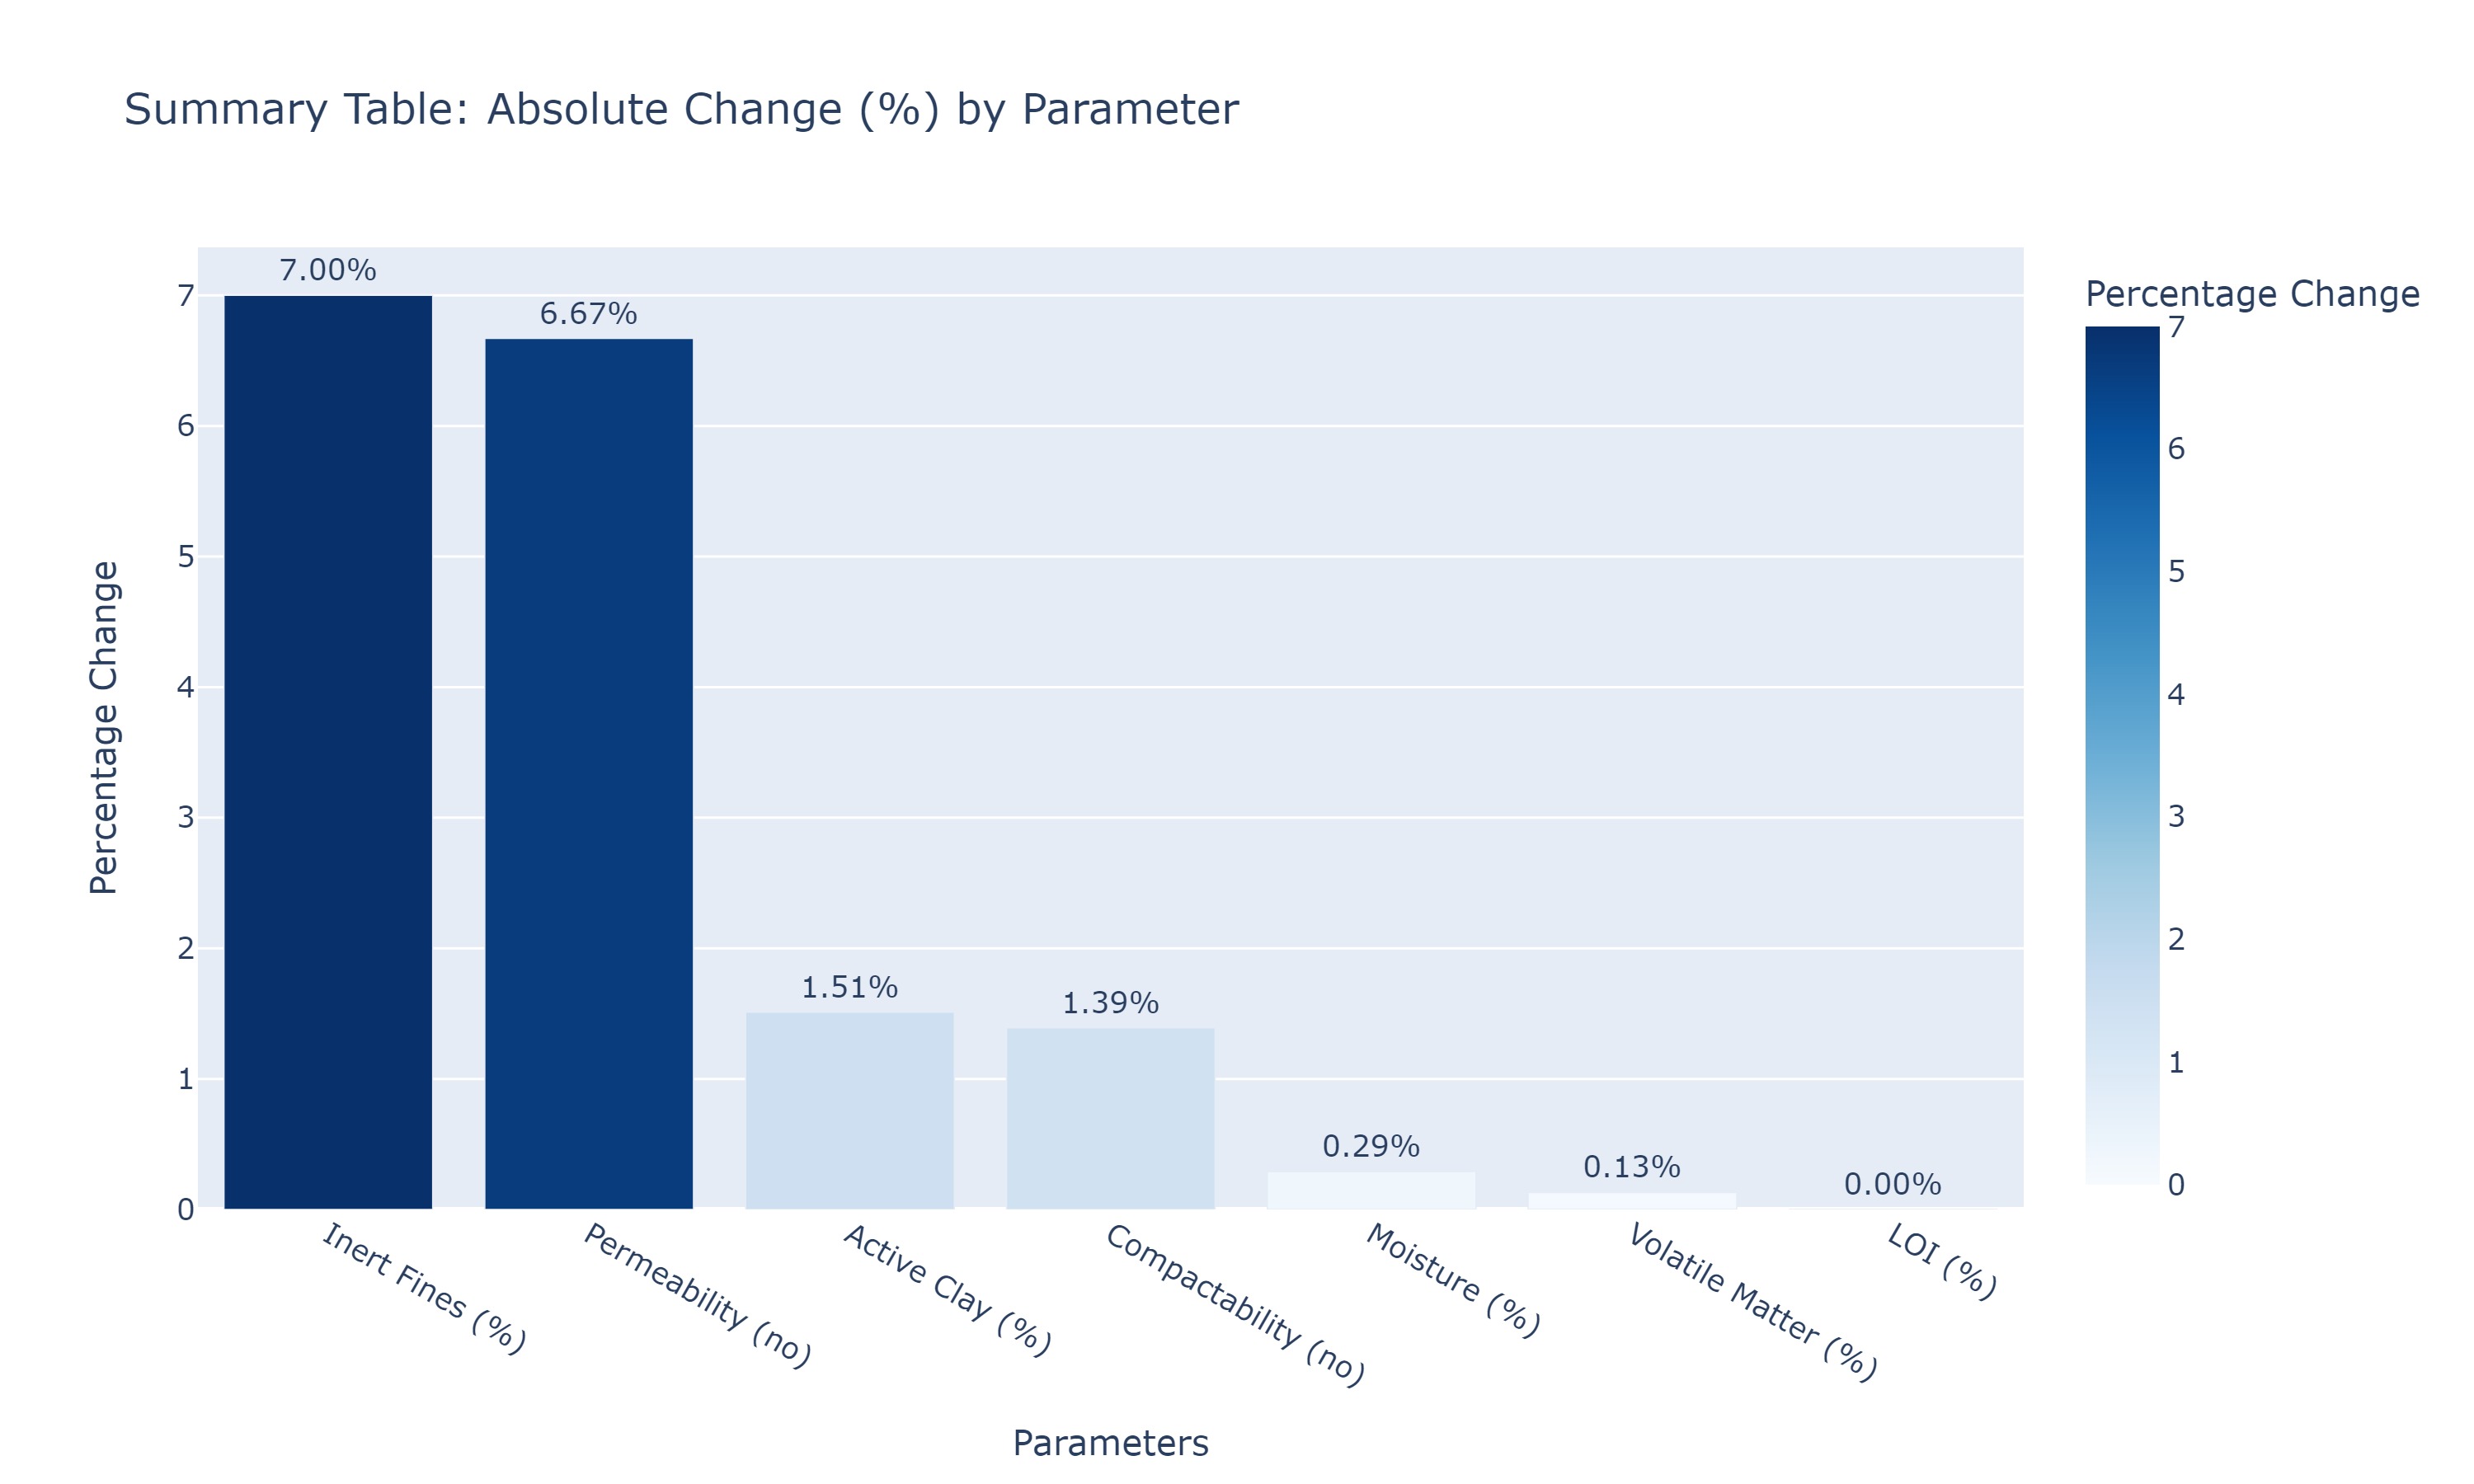 Summary Table: Absolute Change (%) by Parameter
Percentage Change
7
6
5
4
3
2
1
0
7.00%
6.67%
1.51%
1.39%
0.29%
0.13%
0.00%
Inert Fines (%)
Permeability (no)
Active Clay (%)
Compactability (no)
Moisture (%)
Volatile Matter (%)
LOI (%)
Parameters
Percentage Change
7
6
5
4
3
2
1
0